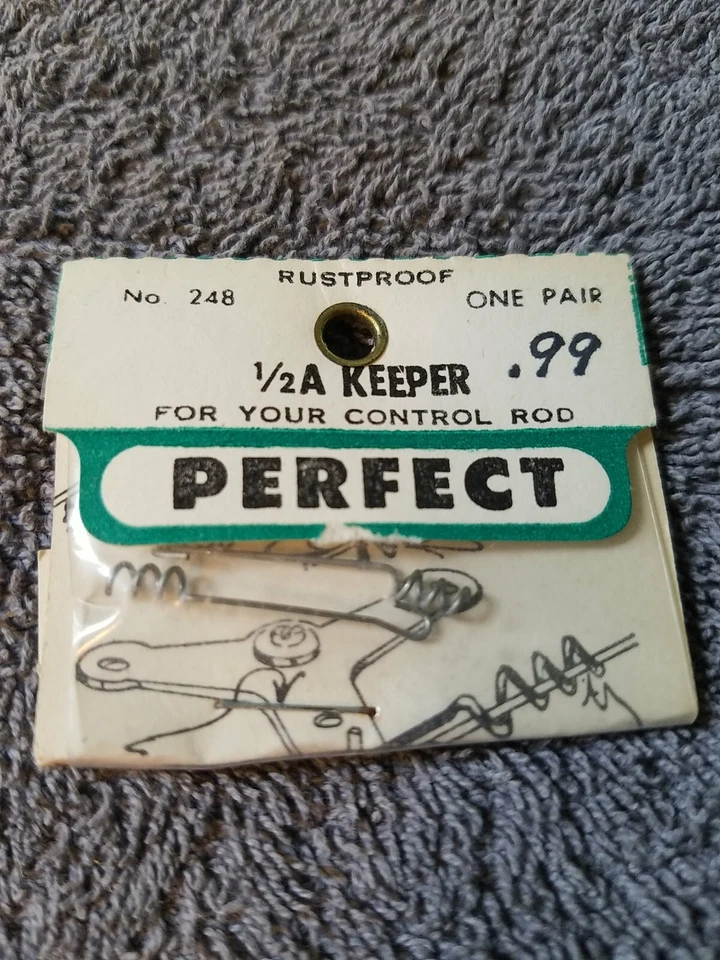 RUSTPROOF
No. 248
ONE PAIR
½A KEEPER
.99
FOR YOUR CONTROL ROD
PERFECT